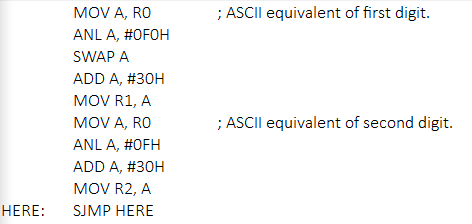 MOV A, R0 ; ASCII equivalent of first digit.
ANL A, #0F0H
SWAP A
ADD A, #30H
MOV R1, A
MOV A, R0 ; ASCII equivalent of second digit.
ANL A, #0FH
ADD A, #30H
MOV R2, A
HERE: SJMP HERE